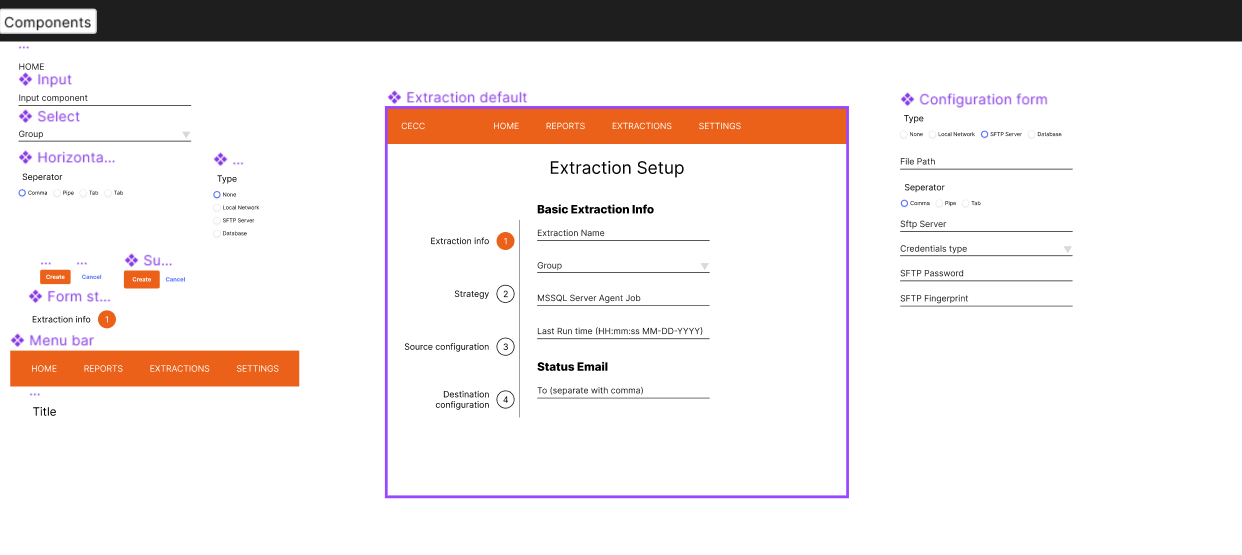 Components
...
HOME
Input
Input component
Select
Group
Horizonta...
Seperator
Comma Pipe Tab Tab
...
Type
None
Local Network
SFTP Server
Database
... ...
Create Cancel
Su...
Create Cancel
Form st...
Extraction info 1
Menu bar
HOME REPORTS EXTRACTIONS SETTINGS
...
Title
Extraction default
CECC HOME REPORTS EXTRACTIONS SETTINGS
Extraction Setup
Basic Extraction Info
Extraction info 1
Extraction Name
Group
Strategy 2
MSSQL Server Agent Job
Last Run time (HH:mm:ss MM-DD-YYYY)
Source configuration 3
Status Email
To (separate with comma)
Destination
configuration 4
Configuration form
Type
None Local Network SFTP Server Database
File Path
Seperator
Comma Pipe Tab
Sftp Server
Credentials type
SFTP Password
SFTP Fingerprint